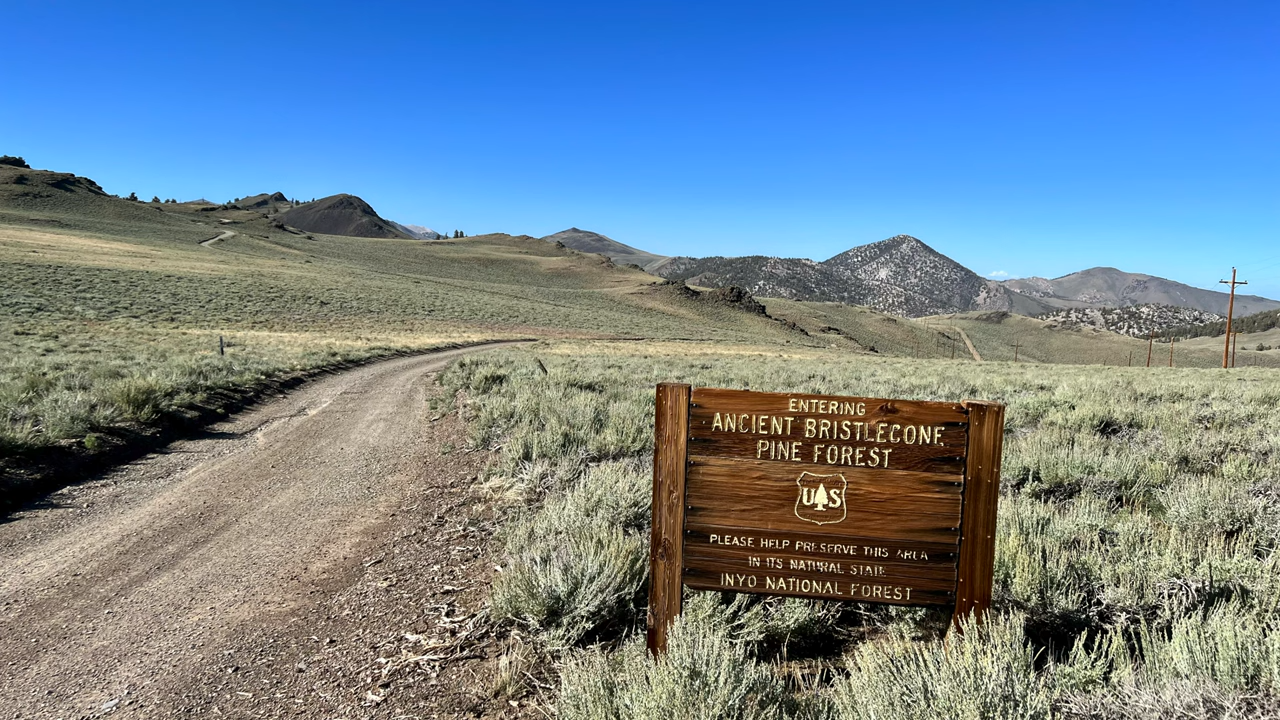 ENTERING
ANCIENT BRISTLECONE
PINE FOREST
US
PLEASE HELP PRESERVE THIS AREA
IN ITS NATURAL STATE
INYO NATIONAL FOREST